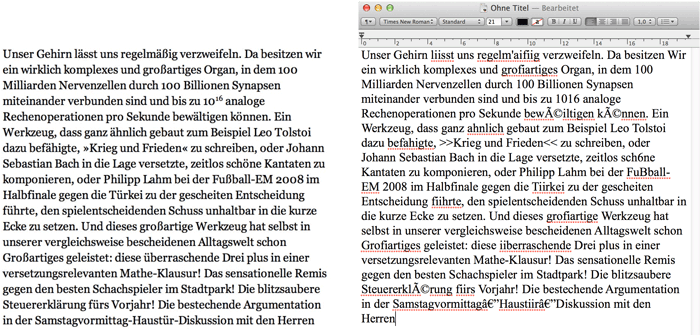 Unser Gehirn lässt uns regelmäßig verzweifeln. Da besitzen wir
ein wirklich komplexes und großartiges Organ, in dem 100
Milliarden Nervenzellen durch 100 Billionen Synapsen
miteinander verbunden sind und bis zu 10¹⁶ analoge
Rechenoperationen pro Sekunde bewältigen können. Ein
Werkzeug, dass ganz ähnlich gebaut zum Beispiel Leo Tolstoi
dazu befähigte, »Krieg und Frieden« zu schreiben, oder Johann
Sebastian Bach in die Lage versetzte, zeitlos schöne Kantaten zu
komponieren, oder Philipp Lahm bei der Fußball-EM 2008 im
Halbfinale gegen die Türkei zu der gescheiten Entscheidung
führte, den spielentscheidenden Schuss unhaltbar in die kurze
Ecke zu setzen. Und dieses großartige Werkzeug hat selbst in
unserer vergleichsweise bescheidenen Alltagswelt schon
Großartiges geleistet: diese überraschende Drei plus in einer
versetzungsrelevanten Mathe-Klausur! Das sensationelle Remis
gegen den besten Schachspieler im Stadtpark! Die blitzsaubere
Steuererklärung fürs Vorjahr! Die bestechende Argumentation
in der Samstagvormittag-Haustür-Diskussion mit den Herren
Ohne Titel — Bearbeitet
¶ Times New Roman Standard 21 a B I U 1,0
0 2 4 6 8 10 12 14 16 18
Unser Gehirn liisst uns regelm'aifiig verzweifeln. Da besitzen Wir
ein wirklich komplexes und grofiartiges Organ, in dem 100
Milliarden Nervenzellen durch 100 Billionen Synapsen
miteinander verbunden sind und bis zu 1016 analoge
Rechenoperationen pro Sekunde bewÃ©iltigen kÃ©nnen. Ein
Werkzeug, dass ganz ahnlich gebaut zum Beispiel Leo Tolstoi
dazu befahigte, >>Krieg und Frieden<< zu schreiben, oder
Johann Sebastian Bach in die Lage versetzte, zeitlos sch6ne
Kantaten zu komponieren, oder Philipp Lahm bei der FuBball-
EM 2008 im Halbfinale gegen die Tiirkei zu der gescheiten
Entscheidung fiihrte, den spielentscheidenden Schuss unhaltbar in
die kurze Ecke zu setzen. Und dieses grofiartige Werkzeug hat
selbst in unserer vergleichsweise bescheidenen Alltagswelt schon
Grofiartiges geleistet: diese iiberraschende Drei plus in einer
versetzungsrelevanten Mathe-Klausur! Das sensationelle Remis
gegen den besten Schachspieler im Stadtpark! Die blitzsaubere
SteuererklÃ©rung fiirs Vorjahr! Die bestechende Argumentation
in der Samstagvormittagâ€”Haustiirâ€”Diskussion mit den
Herren